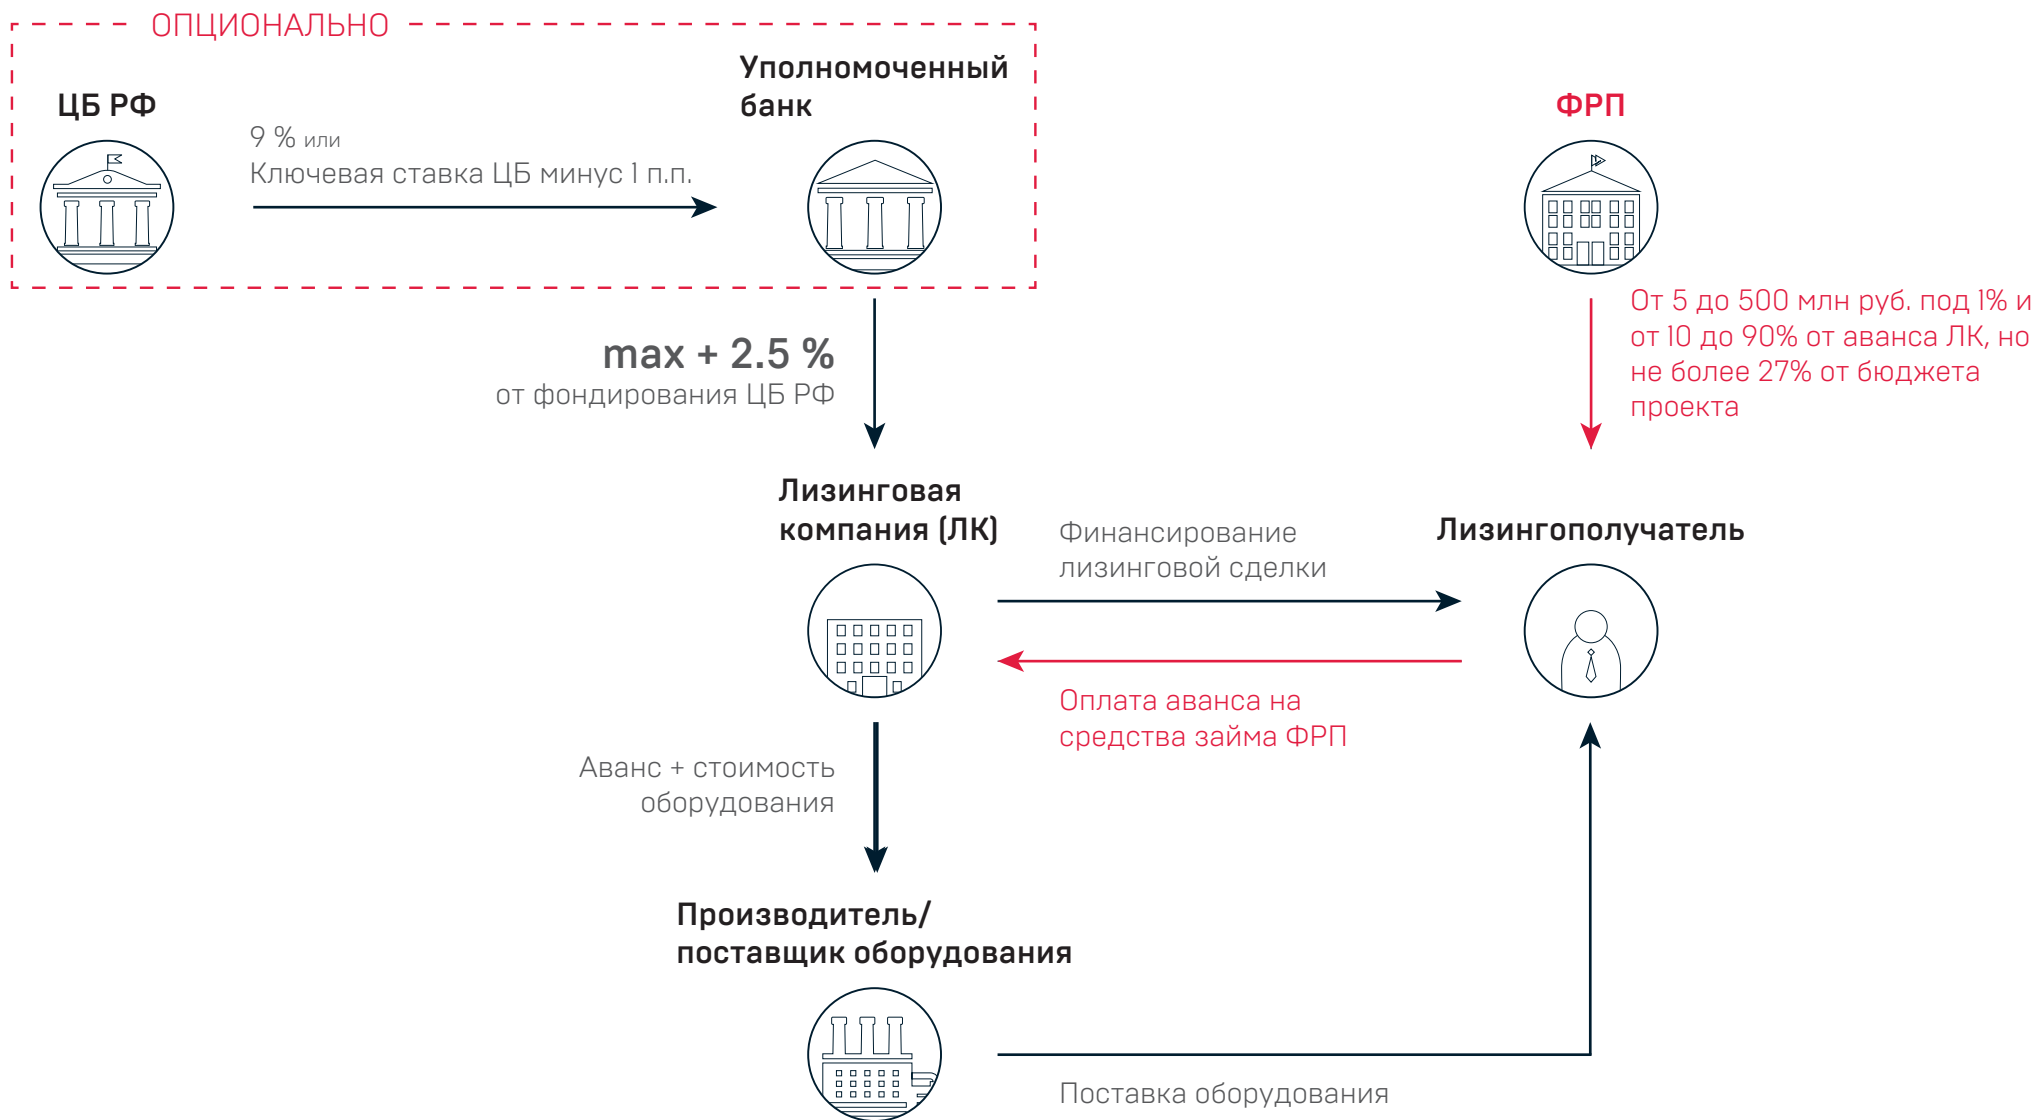 ОПЦИОНАЛЬНО
ЦБ РФ
9 % или
Ключевая ставка ЦБ минус 1 п.п.
Уполномоченный
банк
ФРП
От 5 до 500 млн руб. под 1% и
от 10 до 90% от аванса ЛК, но
не более 27% от бюджета
проекта
max + 2.5 %
от фондирования ЦБ РФ
Лизинговая
компания (ЛК)
Финансирование
лизинговой сделки
Лизингополучатель
Оплата аванса на
средства займа ФРП
Аванс + стоимость
оборудования
Производитель/
поставщик оборудования
Поставка оборудования